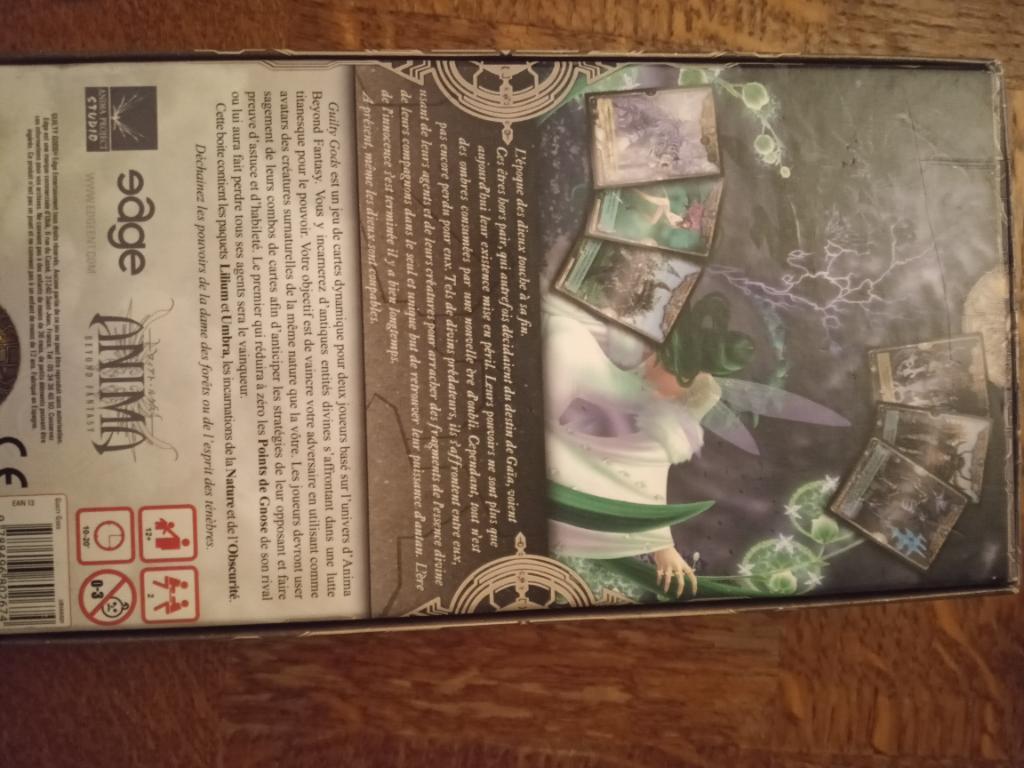 L'époque des dieux touche à sa fin.
Ces êtres hors pair, qui autrefois décidaient du destin de Gaïa, voient
aujourd'hui leur existence mise en péril. Leurs pouvoirs ne sont plus que
des ombres consumées par une nouvelle ère d'oubli. Cependant, tout n'est
pas encore perdu pour eux. Tels de divins prédateurs, ils s'affrontent entre eux,
usant de leurs agents et de leurs créatures pour arracher des fragments de l'essence divine
de leurs compagnons dans le seul et unique but de retrouver leur puissance d'antan. L'ère
de l'innocence s'est terminée il y a bien longtemps.
À présent, même les dieux sont coupables.
Guilty Gods est un jeu de cartes dynamique pour deux joueurs basé sur l'univers d'Anima
Beyond Fantasy. Vous y incarnerez d'antiques entités divines s'affrontant dans une lutte
titanesque pour le pouvoir. Votre objectif est de vaincre votre adversaire en utilisant comme
avatars des créatures surnaturelles de la même nature que la vôtre. Les joueurs devront user
sagement de leurs combos de cartes afin d'anticiper les stratégies de leur opposant et faire
preuve d'astuce et d'habileté. Le premier qui réduira à zéro les Points de Gnose de son rival
ou lui aura fait perdre tous ses agents sera le vainqueur.
Cette boîte contient les paquets Lilium et Umbra, les incarnations de la Nature et de l'Obscurité.
Déchaînez les pouvoirs de la dame des forêts ou de l'esprit des ténèbres.
ANIMA PROJECT
STUDIO
edge
WWW.EDGEENT.COM
ANIMA
BEYOND FANTASY
12+
2
0-3
CE
EAN 13